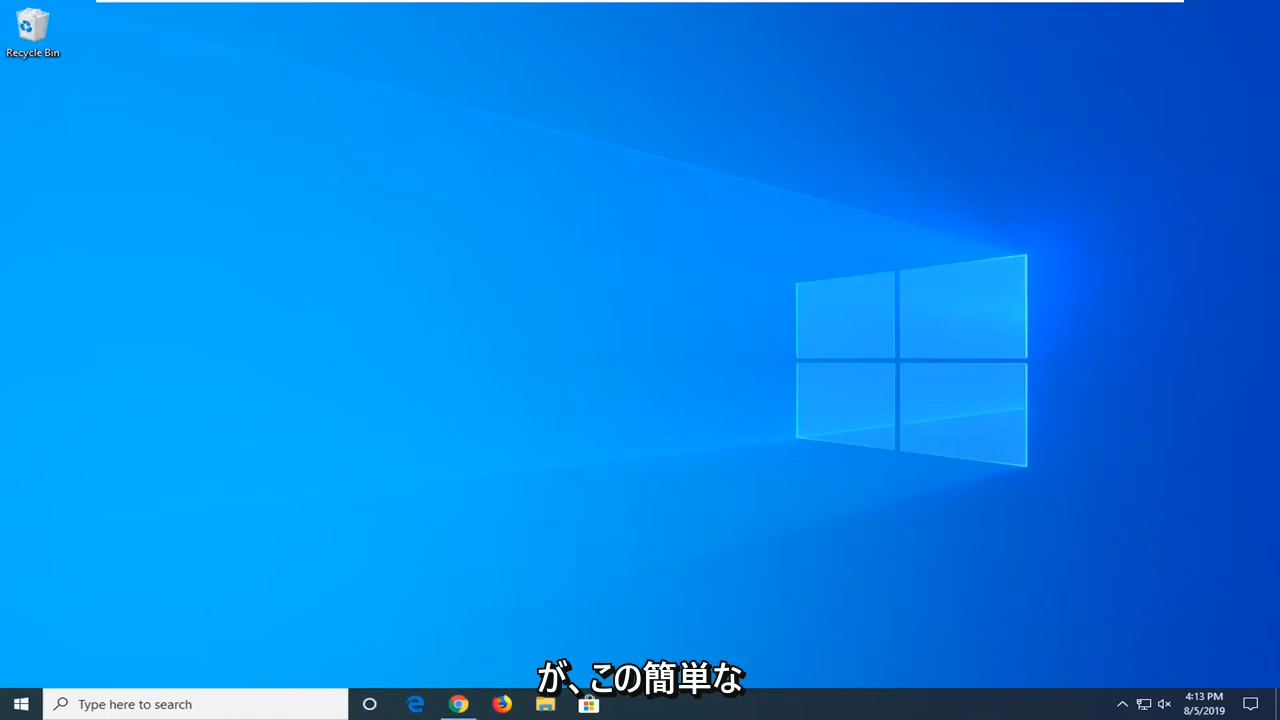 Recycle Bin
が、この簡単な
Type here to search
4:13 PM
8/5/2019